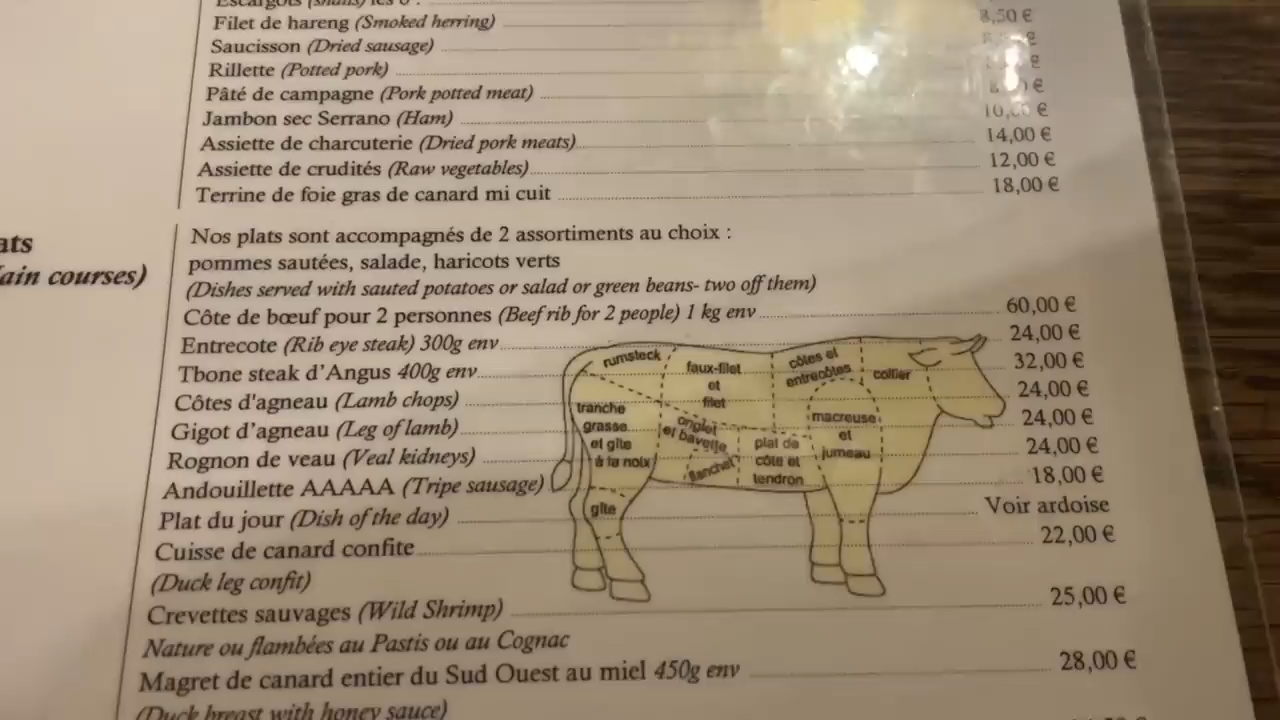 Escargots (snails) les 6 :
Filet de hareng (Smoked herring) 8,50 €
Saucisson (Dried sausage) €
Rillette (Potted pork) €
Pâté de campagne (Pork potted meat) €
Jambon sec Serrano (Ham) €
Assiette de charcuterie (Dried pork meats) 14,00 €
Assiette de crudités (Raw vegetables) 12,00 €
Terrine de foie gras de canard mi cuit 18,00 €
Nos plats sont accompagnés de 2 assortiments au choix :
pommes sautées, salade, haricots verts
(Dishes served with sauted potatoes or salad or green beans- two off them)
Côte de bœuf pour 2 personnes (Beef rib for 2 people) 1 kg env 60,00 €
Entrecote (Rib eye steak) 300g env 24,00 €
Tbone steak d'Angus 400g env 32,00 €
Côtes d'agneau (Lamb chops) 24,00 €
Gigot d'agneau (Leg of lamb) 24,00 €
Rognon de veau (Veal kidneys) 24,00 €
Andouillette AAAAA (Tripe sausage) 18,00 €
Plat du jour (Dish of the day) Voir ardoise
Cuisse de canard confite 22,00 €
(Duck leg confit)
Crevettes sauvages (Wild Shrimp) 25,00 €
Nature ou flambées au Pastis ou au Cognac
Magret de canard entier du Sud Ouest au miel 450g env 28,00 €
(Duck breast with honey sauce)
ats
ain courses)
rumsteck
faux-filet
et
filet
côtes et
entrecôtes
collier
tranche
grasse
et gîte
à la noix
onglet
et bavette
flanchet
plat de
côte et
tendron
macreuse
et
jumeau
gîte